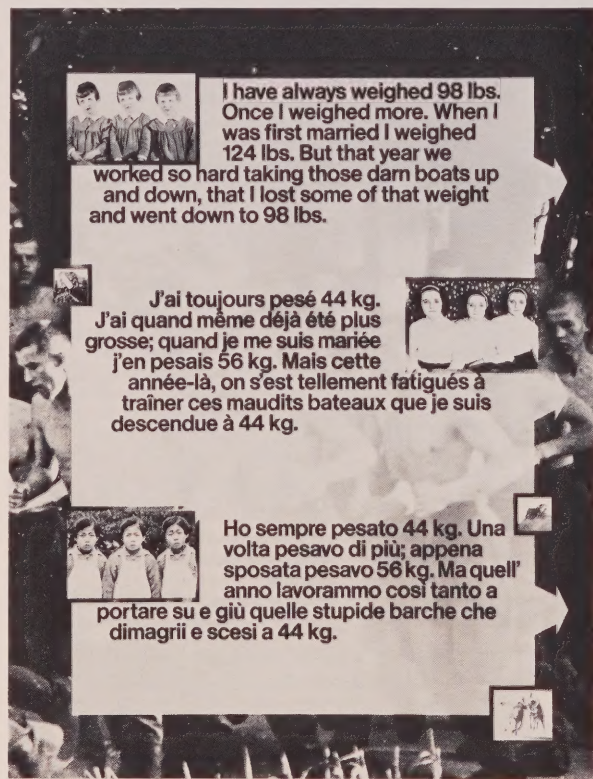 I have always weighed 98 lbs.
Once I weighed more. When I
was first married I weighed
124 lbs. But that year we
worked so hard taking those darn boats up
and down, that I lost some of that weight
and went down to 98 lbs.
J'ai toujours pesé 44 kg.
J'ai quand même déjà été plus
grosse; quand je me suis mariée
j'en pesais 56 kg. Mais cette
année-là, on s'est tellement fatigués à
traîner ces maudits bateaux que je suis
descendue à 44 kg.
Ho sempre pesato 44 kg. Una
volta pesavo di più; appena
sposata pesavo 56 kg. Ma quell'
anno lavorammo così tanto a
portare su e giù quelle stupide barche che
dimagrii e scesi a 44 kg.